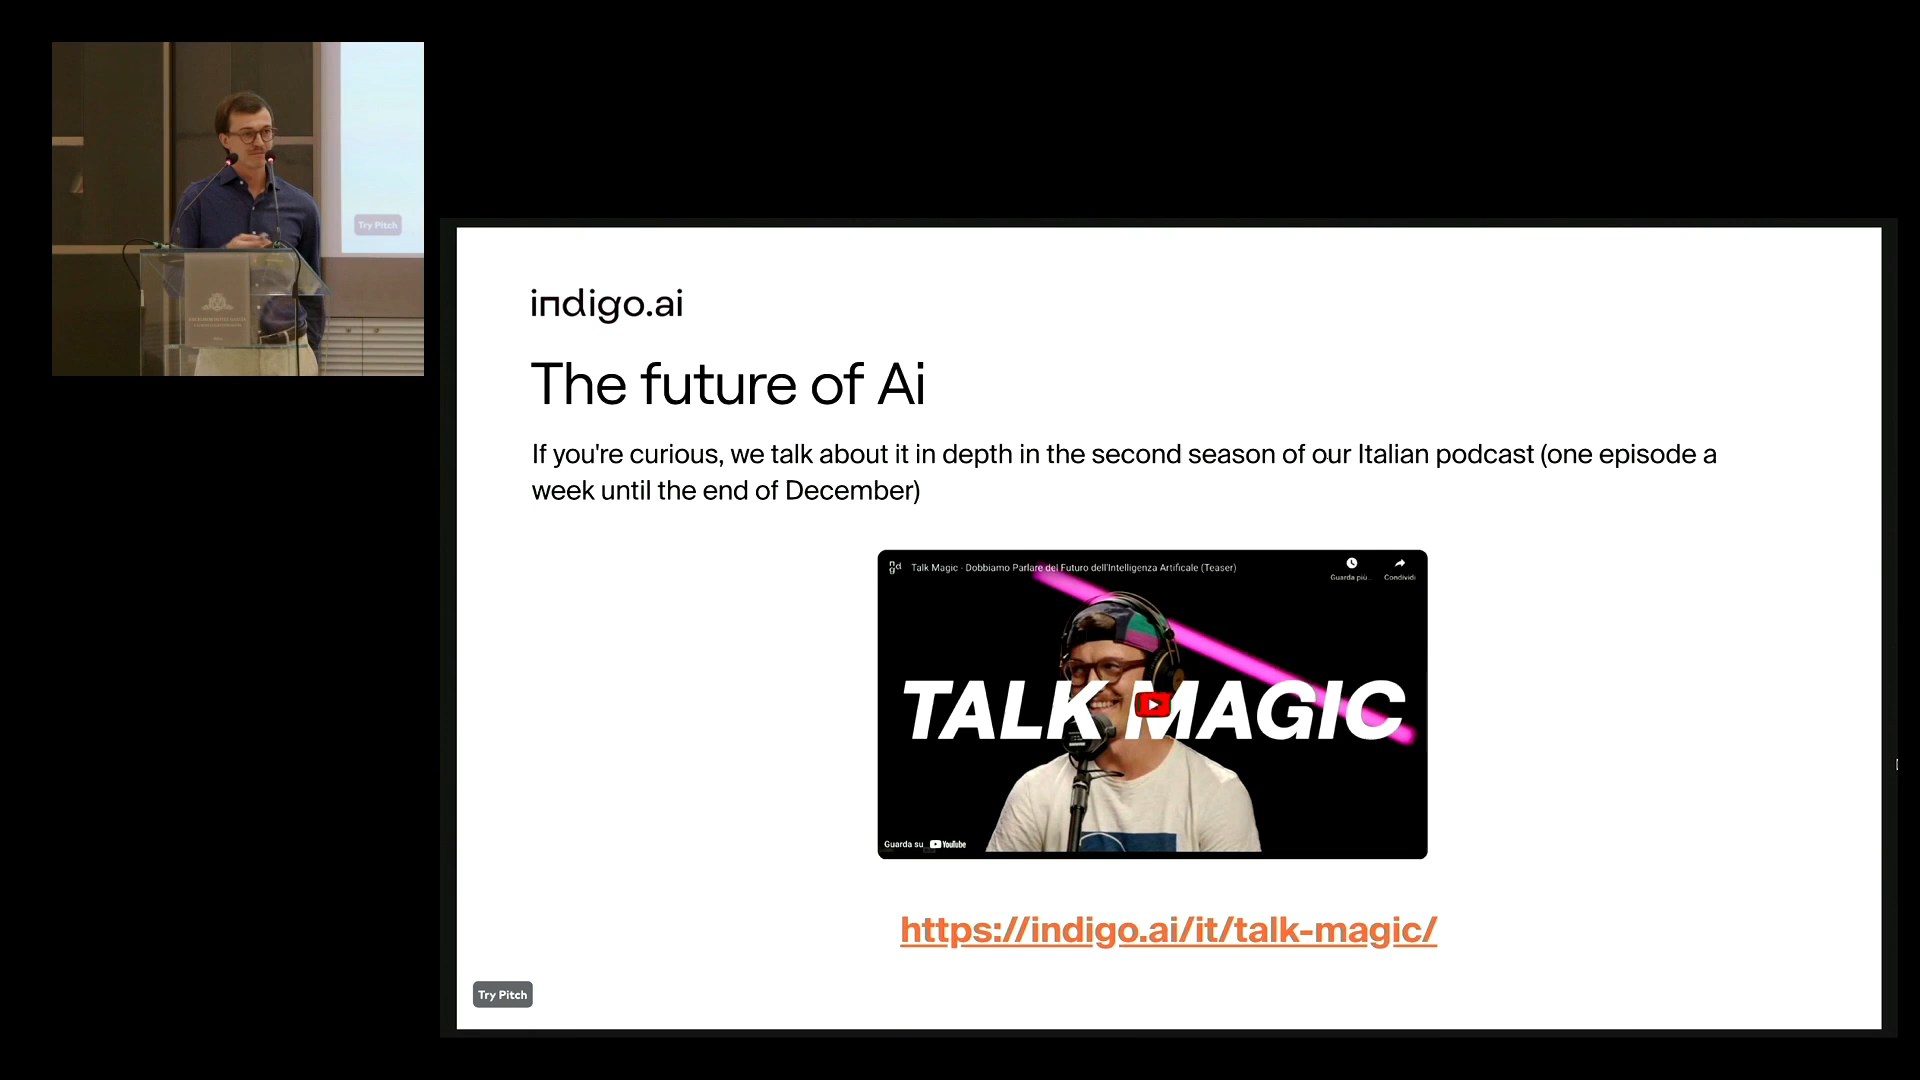 Try Pitch
indigo.ai
The future of Ai
If you're curious, we talk about it in depth in the second season of our Italian podcast (one episode a
week until the end of December)
Talk Magic - Dobbiamo Parlare del Futuro dell'Intelligenza Artificale (Teaser)
Guarda più...
Condividi
TALK MAGIC
Guarda su YouTube
https://indigo.ai/it/talk-magic/
Try Pitch